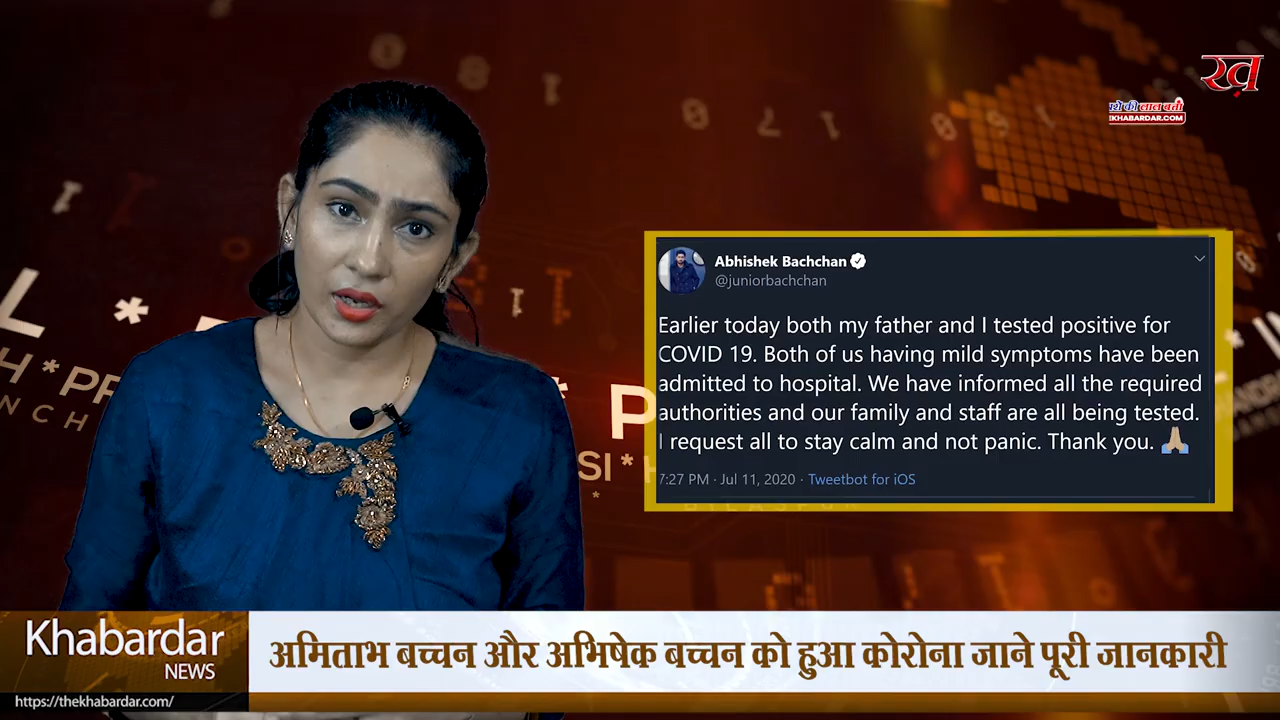 ख़
KHABARDAR.COM
Abhishek Bachchan
@juniorbachchan
Earlier today both my father and I tested positive for
COVID 19. Both of us having mild symptoms have been
admitted to hospital. We have informed all the required
authorities and our family and staff are all being tested.
I request all to stay calm and not panic. Thank you. 🙏🏽
7:27 PM · Jul 11, 2020 · Tweetbot for iOS
Khabardar
NEWS
अमिताभ बच्चन और अभिषेक बच्चन को हुआ कोरोना जाने पूरी जानकारी
https://thekhabardar.com/